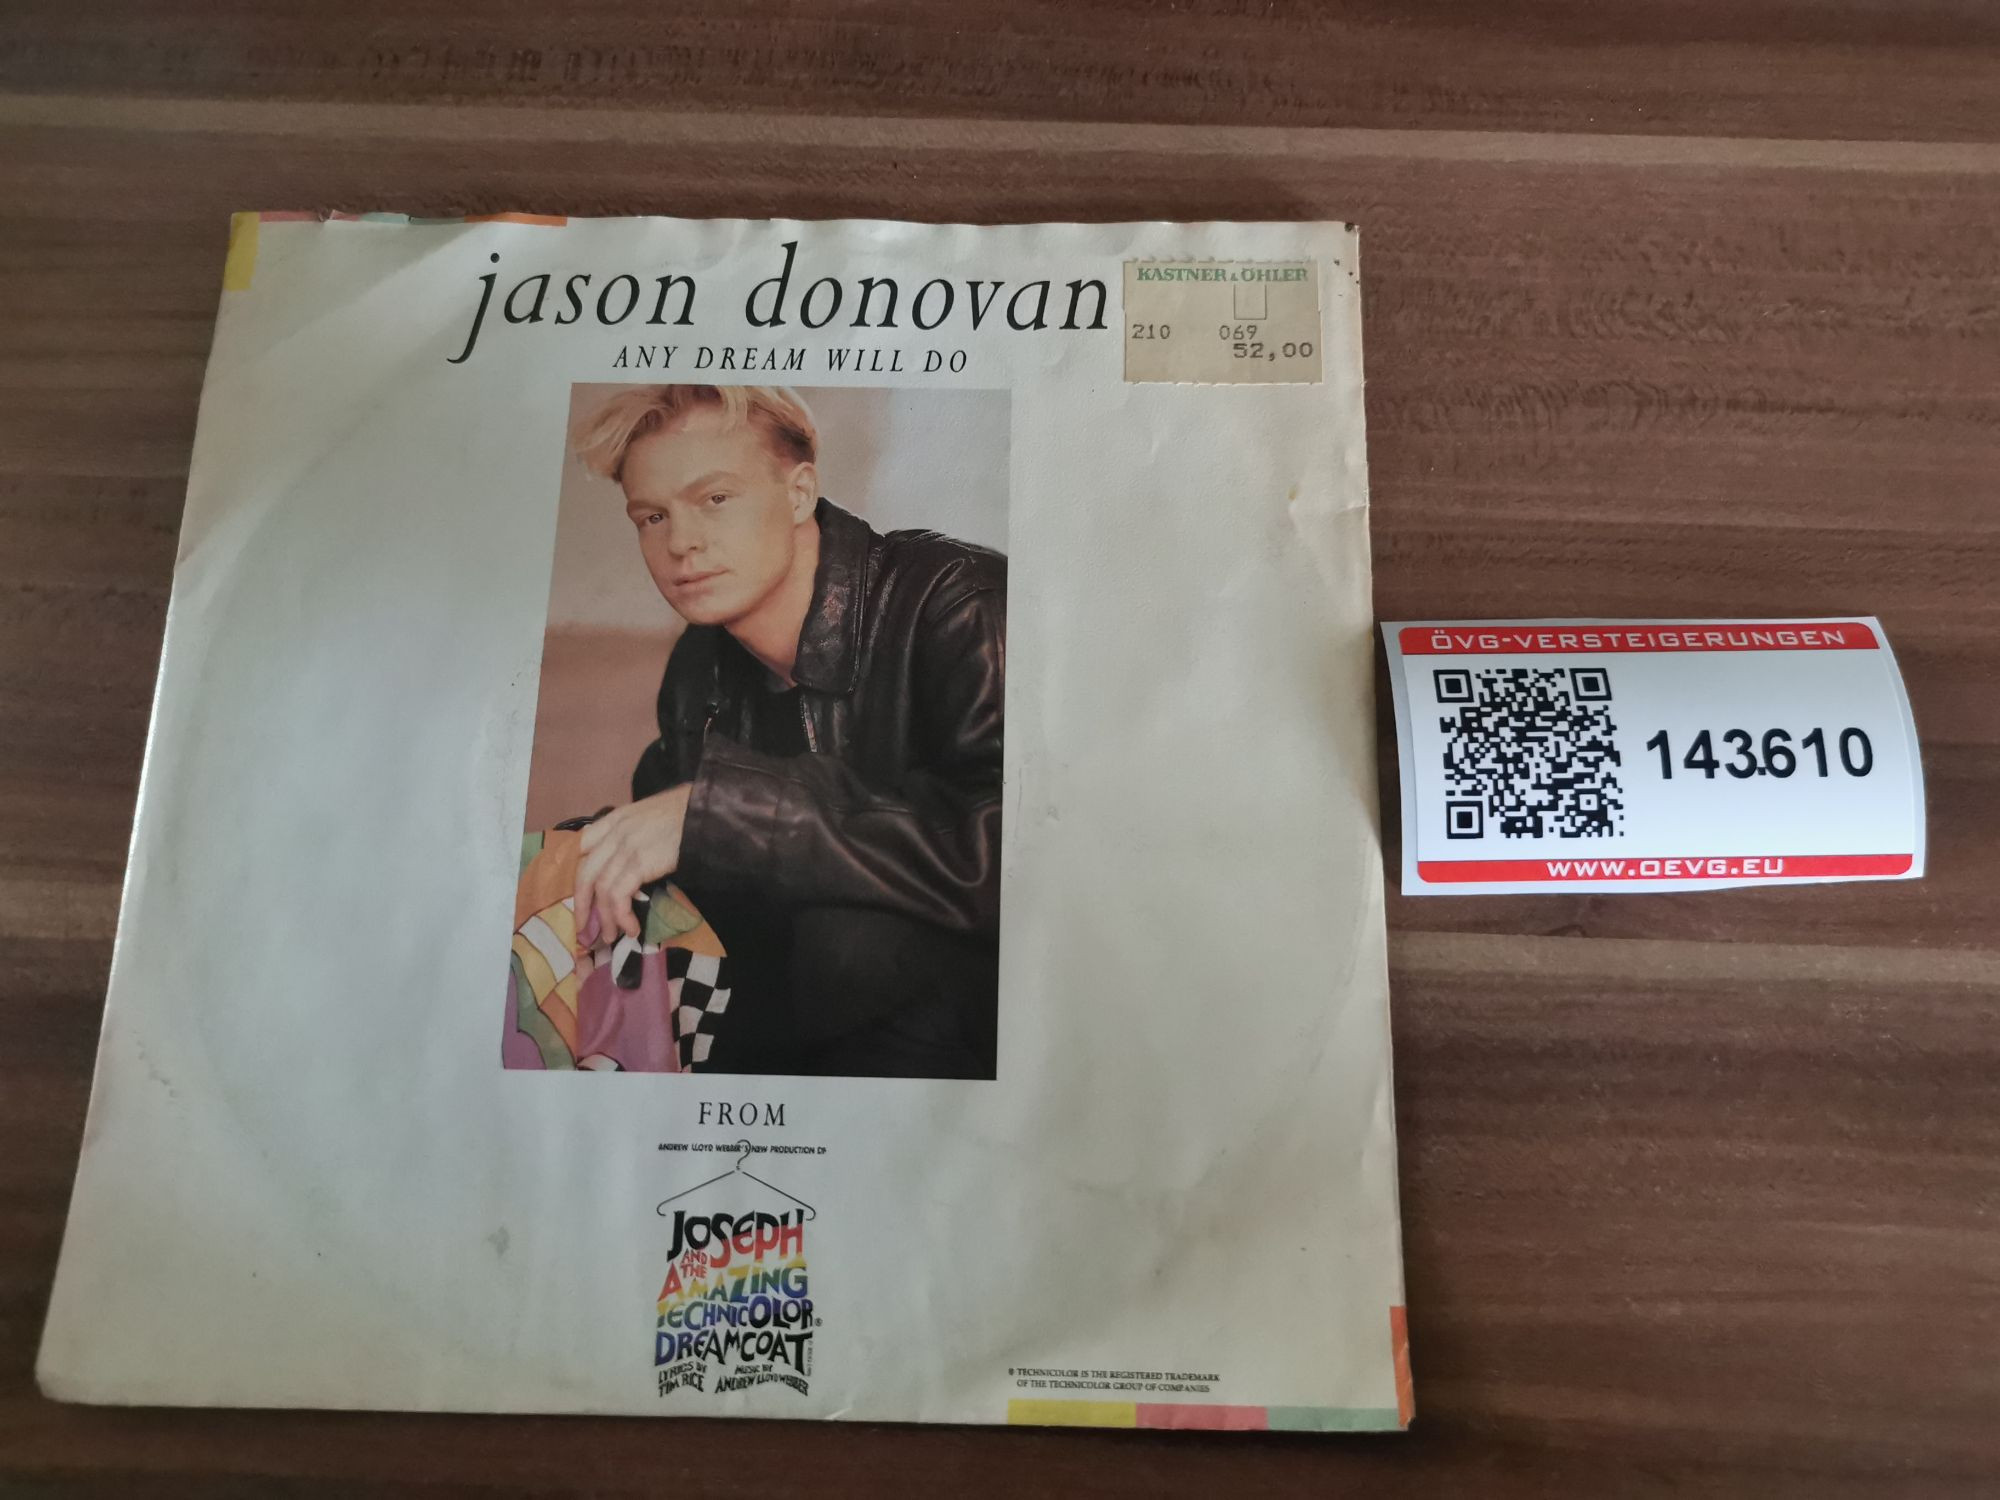 jason donovan
ANY DREAM WILL DO
KASTNER & ÖHLER
210 069
52,00
FROM
ANDREW LLOYD WEBBER'S NEW PRODUCTION OF
JOSEPH
AND
THE
AMAZING
TECHNICOLOR®
DREAMCOAT
LYRICS BY
TIM RICE
MUSIC BY
ANDREW LLOYD WEBBER
® TECHNICOLOR IS THE REGISTERED TRADEMARK
OF THE TECHNICOLOR GROUP OF COMPANIES
ÖVG-VERSTEIGERUNGEN
143.610
WWW.OEVG.EU